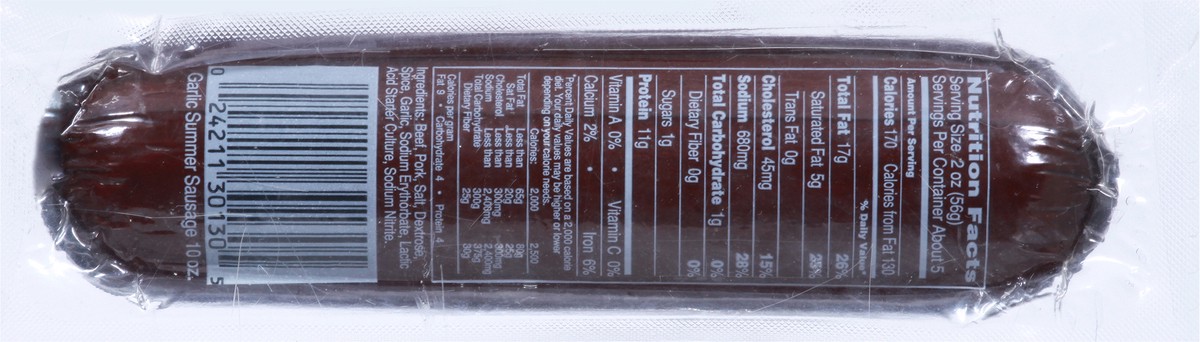 Nutrition Facts
Serving Size: 2 oz (56g)
Servings Per Container About 5
Amount Per Serving
Calories 170 Calories from Fat 130
% Daily Value*
Total Fat 17g 26%
Saturated Fat 5g 25%
Trans Fat 0g
Cholesterol 45mg 15%
Sodium 680mg 28%
Total Carbohydrate 1g 0%
Dietary Fiber 0g 0%
Sugars 1g
Protein 11g
Vitamin A 0% • Vitamin C 0%
Calcium 2% • Iron 6%
*Percent Daily Values are based on a 2,000 calorie
diet. Your daily values may be higher or lower
depending on your calorie needs.
Calories: 2,000 2,500
Total Fat Less than 65g 80g
Sat Fat Less than 20g 25g
Cholesterol Less than 300mg 300mg
Sodium Less than 2,400mg 2,400mg
Total Carbohydrate 300g 375g
Dietary Fiber 25g 30g
Calories per gram
Fat 9 • Carbohydrate 4 • Protein 4
Ingredients: Beef, Pork, Salt, Dextrose,
Spice, Garlic, Sodium Erythorbate, Lactic
Acid Starter Culture, Sodium Nitrite.
0 24211 30130 5
Garlic Summer Sausage 10 oz.